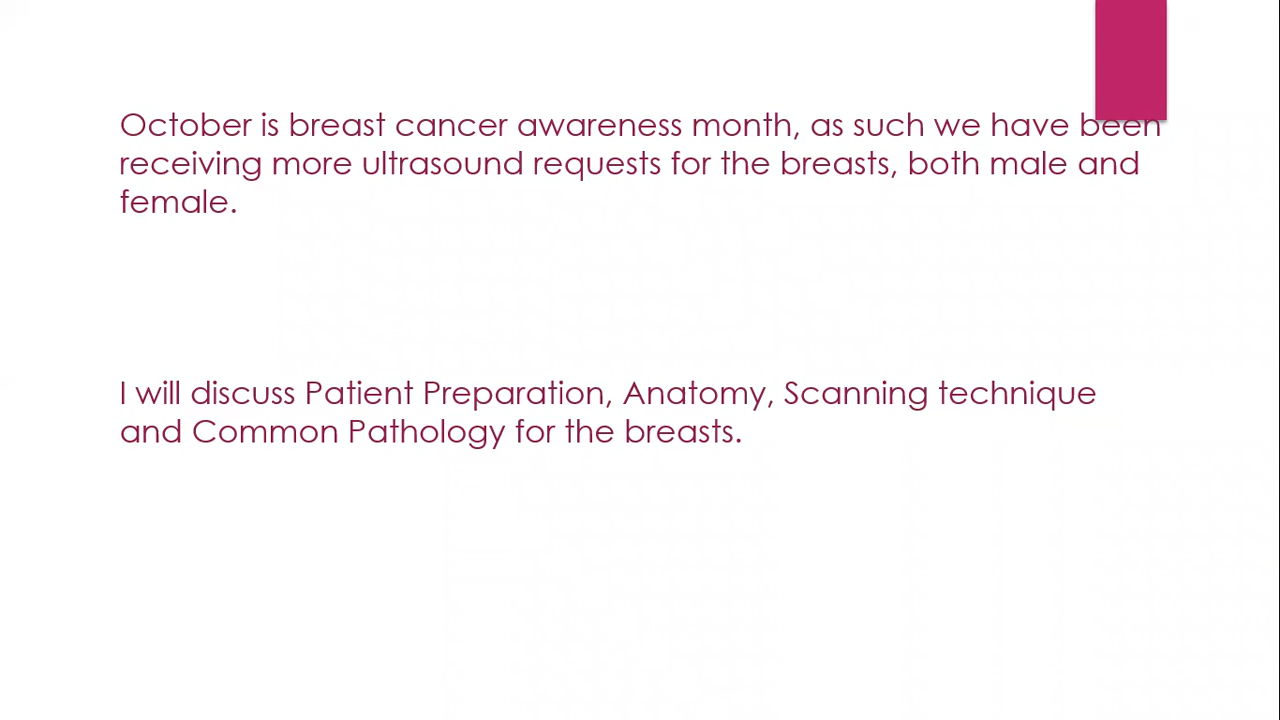 October is breast cancer awareness month, as such we have been
receiving more ultrasound requests for the breasts, both male and
female.
I will discuss Patient Preparation, Anatomy, Scanning technique
and Common Pathology for the breasts.